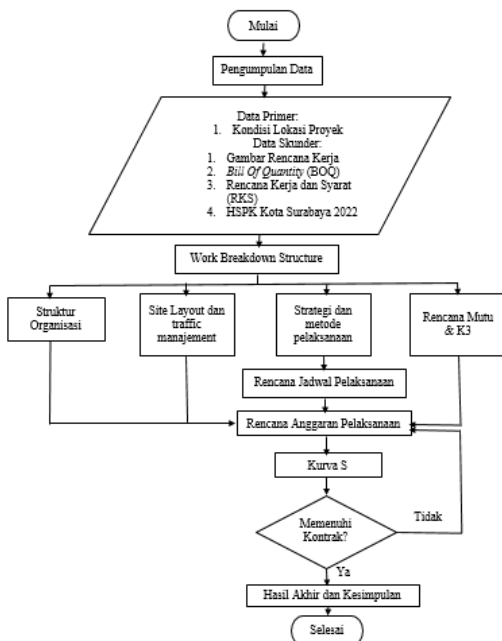 Mulai
Pengumpulan Data
Data Primer:
1. Kondisi Lokasi Proyek
Data Skunder:
1. Gambar Rencana Kerja
2. Bill Of Quantity (BOQ)
3. Rencana Kerja dan Syarat
(RKS)
4. HSPK Kota Surabaya 2022
Work Breakdown Structure
Struktur
Organisasi
Site Layout dan
traffic
manajement
Strategi dan
metode
pelaksanaan
Rencana Mutu
& K3
Rencana Jadwal Pelaksanaan
Rencana Anggaran Pelaksanaan
Kurva S
Memenuhi
Kontrak?
Tidak
Ya
Hasil Akhir dan Kesimpulan
Selesai